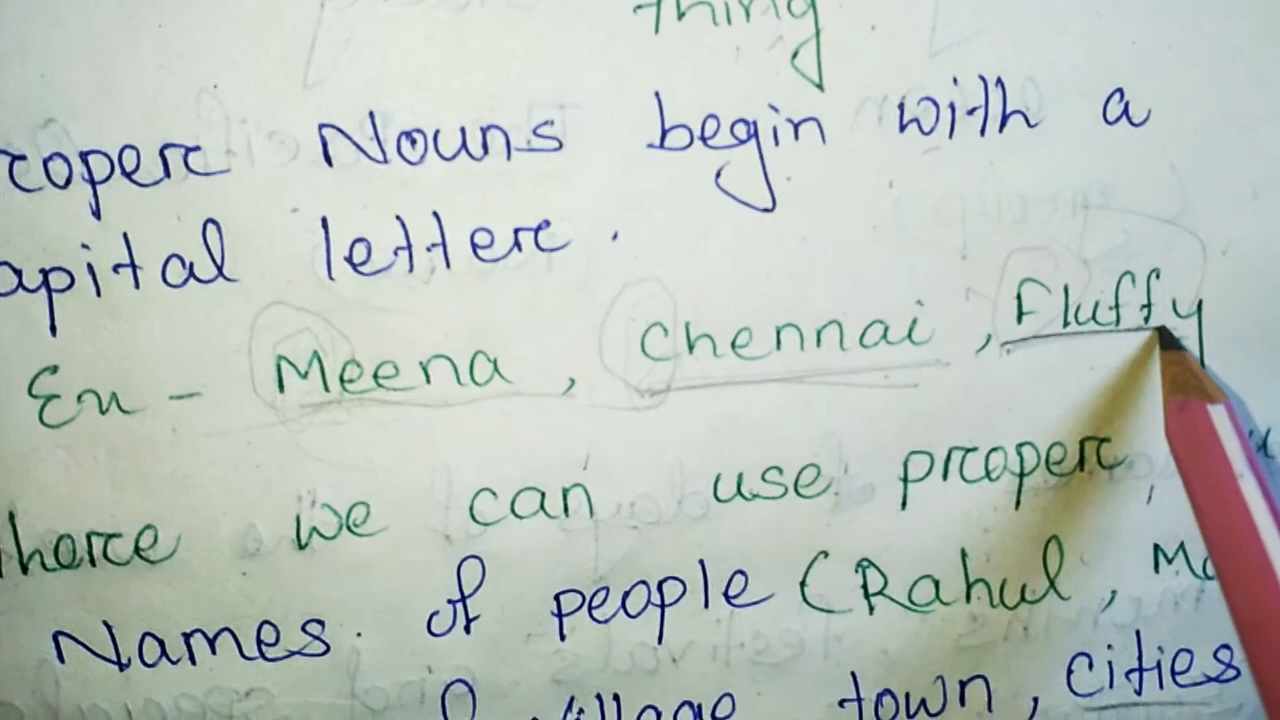 thing
roper Nouns begin with a
apital letter.
Ex - Meena, Chennai, Fluffy
here we can use proper
Names of people (Rahul,
village town, cities